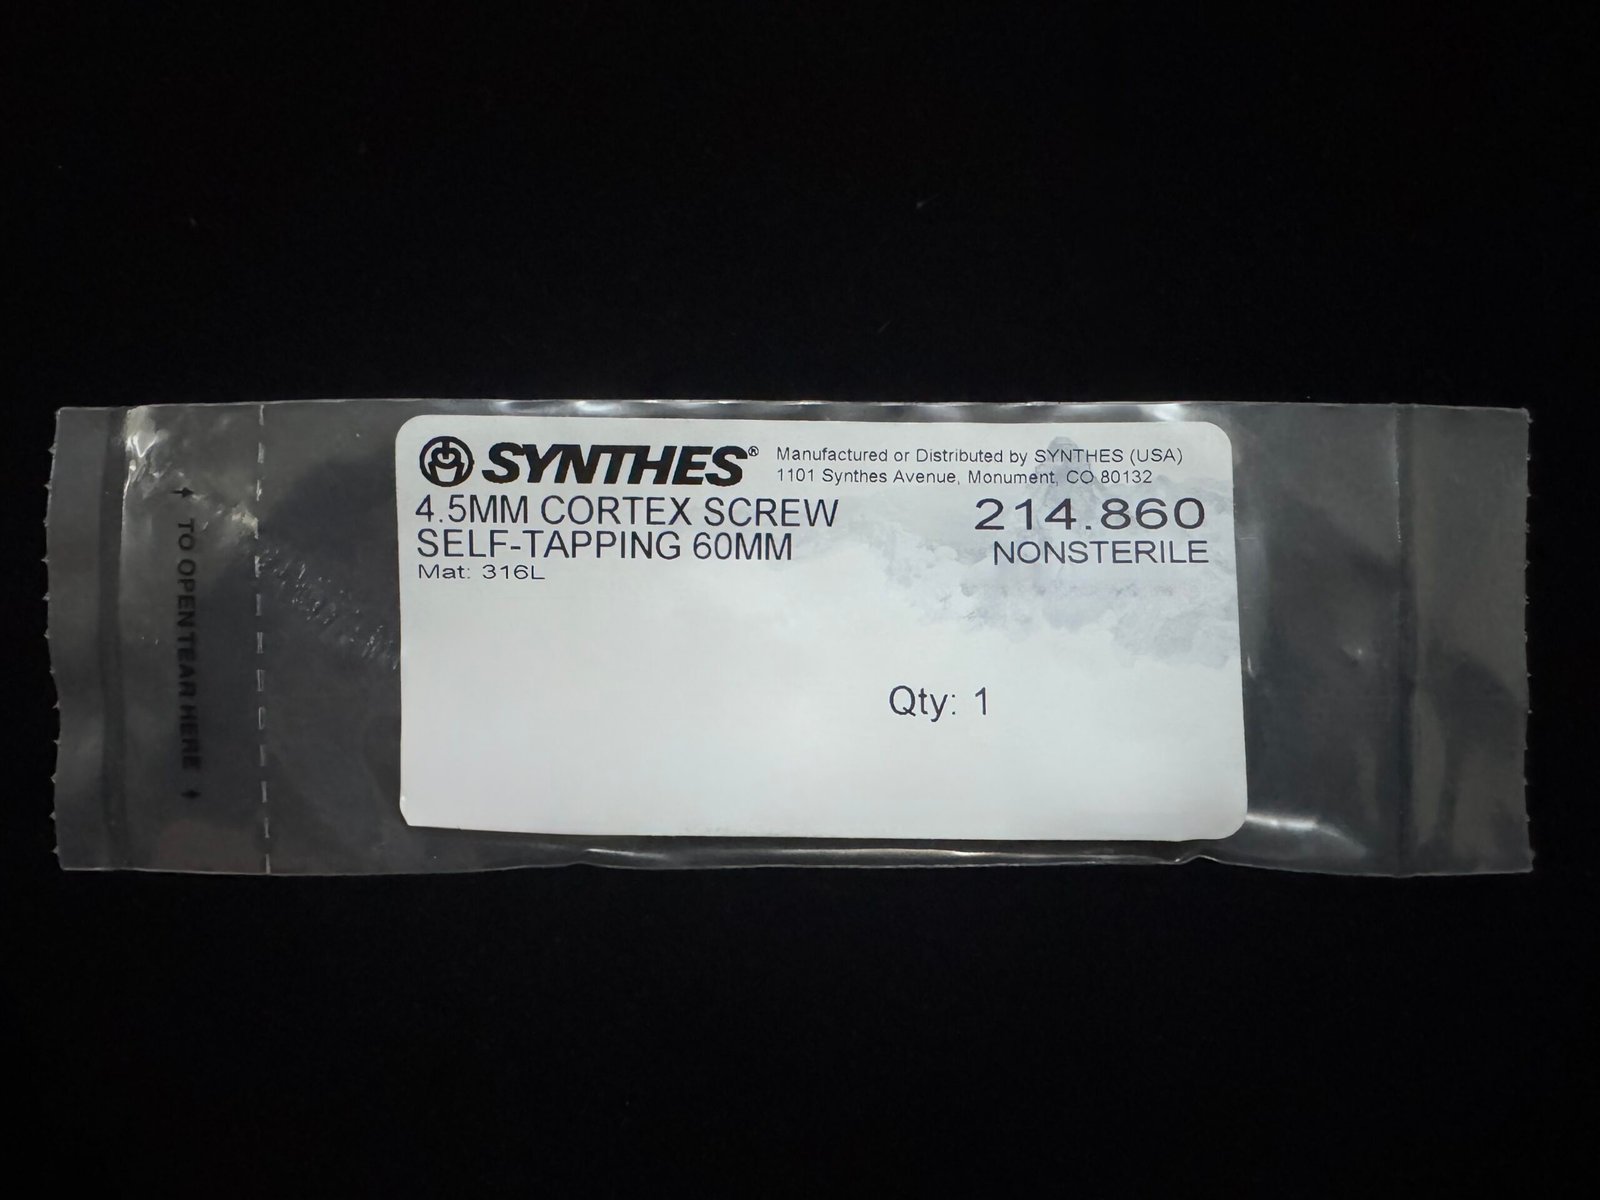 SYNTHES®
Manufactured or Distributed by SYNTHES (USA)
1101 Synthes Avenue, Monument, CO 80132
4.5MM CORTEX SCREW
SELF-TAPPING 60MM
Mat: 316L
214.860
NONSTERILE
Qty: 1
TO OPEN TEAR HERE